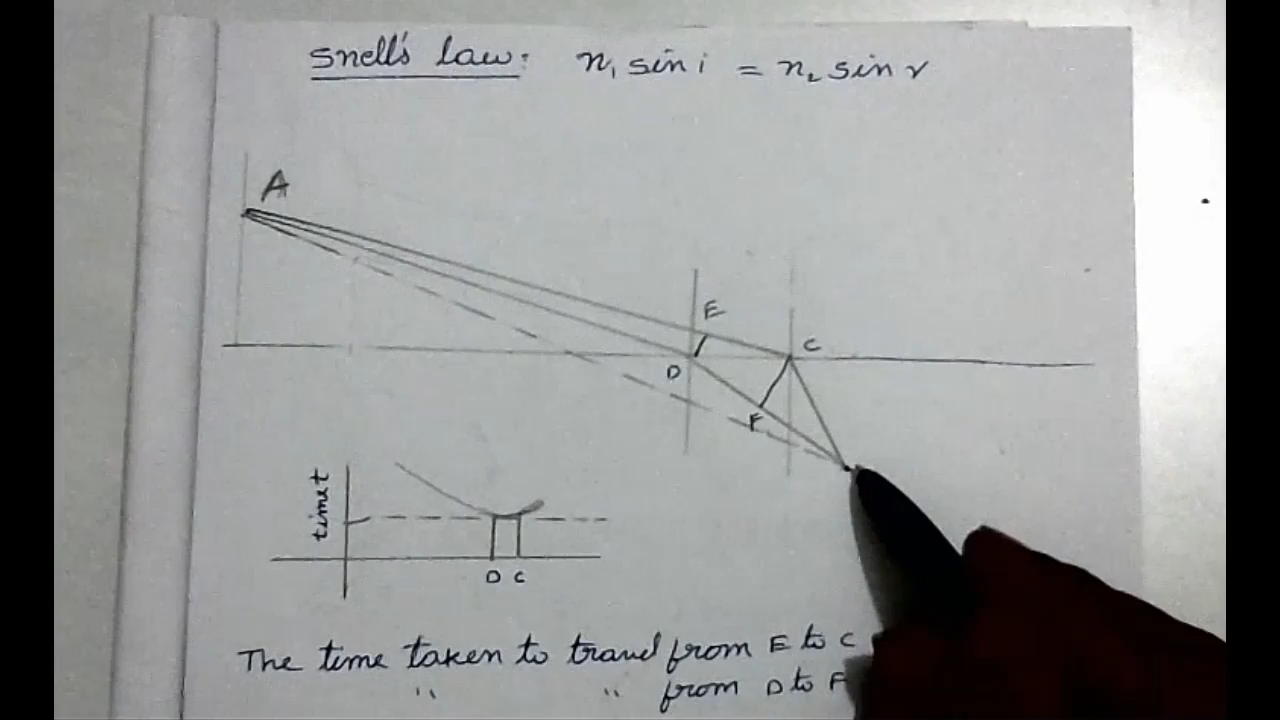 Snell's law: n₁ sin i = n₂ sin r
A
E
C
D
F
time t
D C
The time taken to travel from E to C
" " from D to F